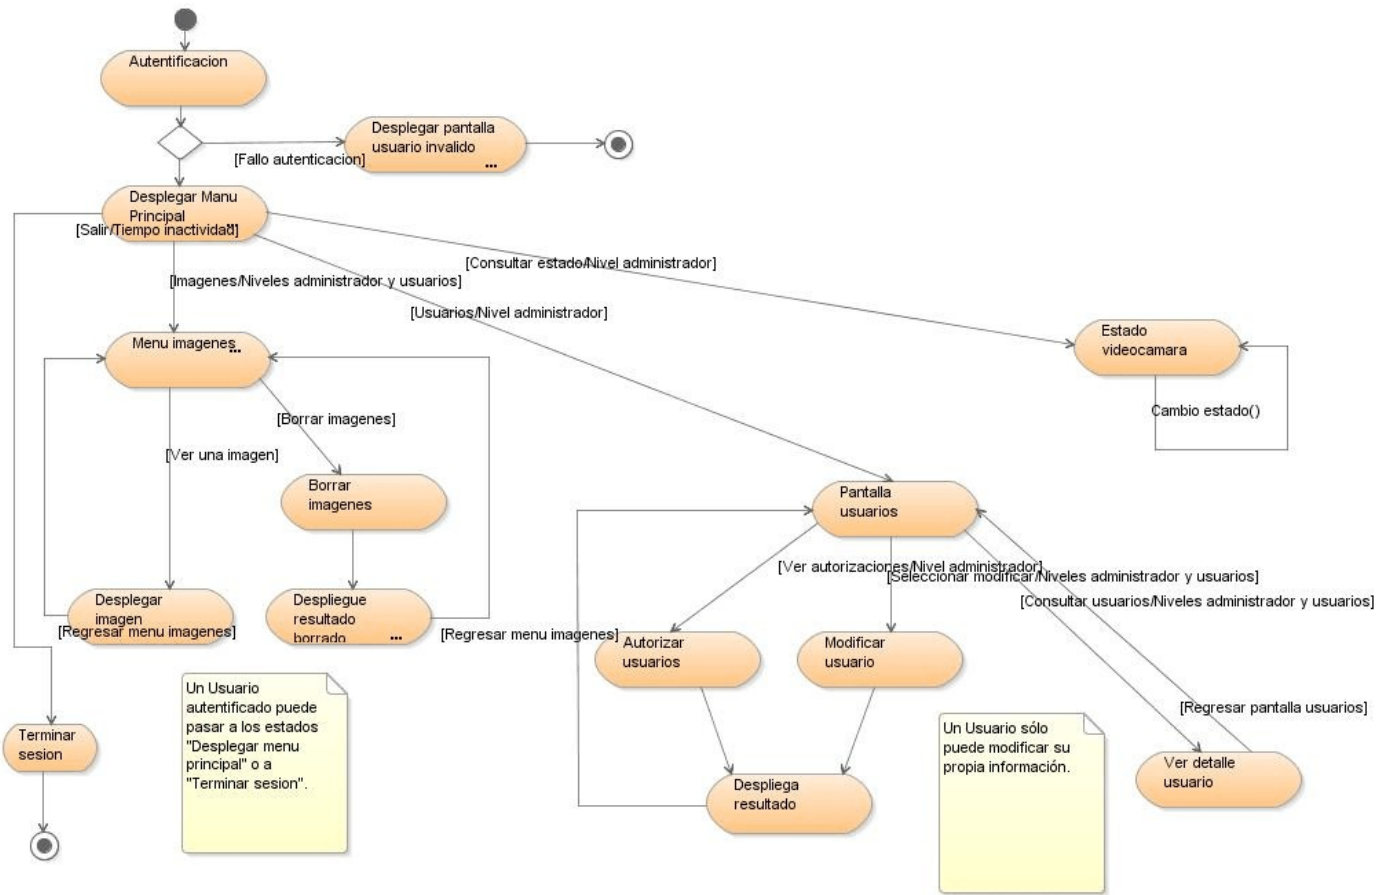 Autentificacion
Desplegar pantalla
usuario invalido
...
[Fallo autenticacion]
Desplegar Manu
Principal
...
[Salir/Tiempo inactividad]
[Consultar estado/Nivel administrador]
[Imagenes/Niveles administrador y usuarios]
[Usuarios/Nivel administrador]
Menu imagenes
...
Estado
videocamara
Cambio estado()
[Borrar imagenes]
[Ver una imagen]
Borrar
imagenes
Pantalla
usuarios
[Ver autorizaciones/Nivel administrador]
[Seleccionar modificar/Niveles administrador y usuarios]
[Consultar usuarios/Niveles administrador y usuarios]
Desplegar
imagen
[Regresar menu imagenes]
Despliegue
resultado
borrado
...
[Regresar menu imagenes]
Autorizar
usuarios
Modificar
usuario
[Regresar pantalla usuarios]
Un Usuario
autentificado puede
pasar a los estados
"Desplegar menu
principal" o a
"Terminar sesion".
Terminar
sesion
Un Usuario sólo
puede modificar su
propia información.
Ver detalle
usuario
Despliega
resultado